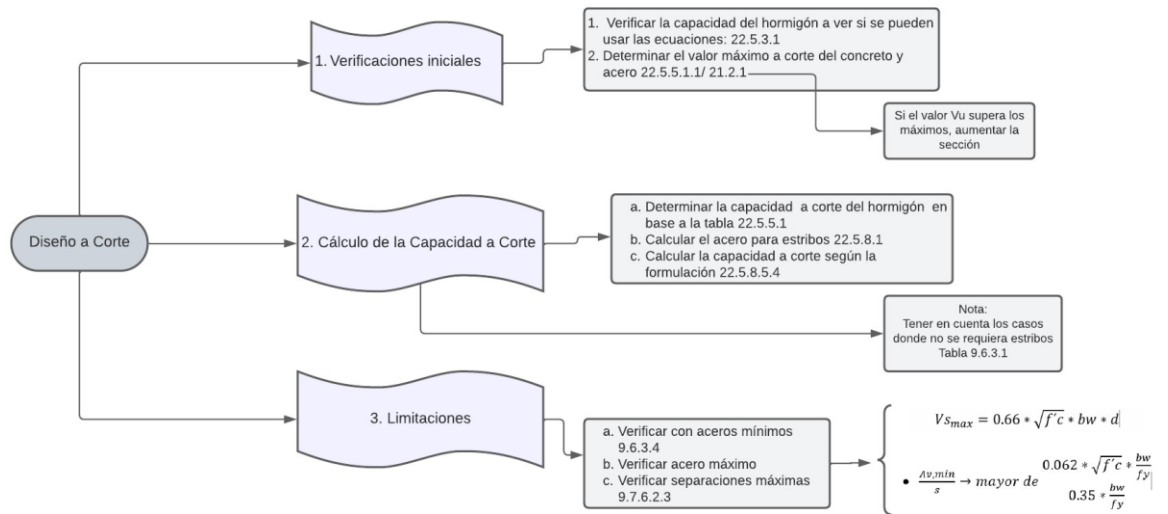 1. Verificar la capacidad del hormigón a ver si se pueden
usar las ecuaciones: 22.5.3.1
2. Determinar el valor máximo a corte del concreto y
acero 22.5.5.1.1/ 21.2.1
1. Verificaciones iniciales
Si el valor Vu supera los
máximos, aumentar la
sección
Diseño a Corte
2. Cálculo de la Capacidad a Corte
a. Determinar la capacidad a corte del hormigón en
base a la tabla 22.5.5.1
b. Calcular el acero para estribos 22.5.8.1
c. Calcular la capacidad a corte según la
formulación 22.5.8.5.4
Nota:
Tener en cuenta los casos
donde no se requiera estribos
Tabla 9.6.3.1
3. Limitaciones
a. Verificar con aceros mínimos
9.6.3.4
b. Verificar acero máximo
c. Verificar separaciones máximas
9.7.6.2.3
Vs_max = 0.66 * √f´c * bw * d
• Av,min/s → mayor de 0.062 * √f´c * bw/fy
0.35 * bw/fy